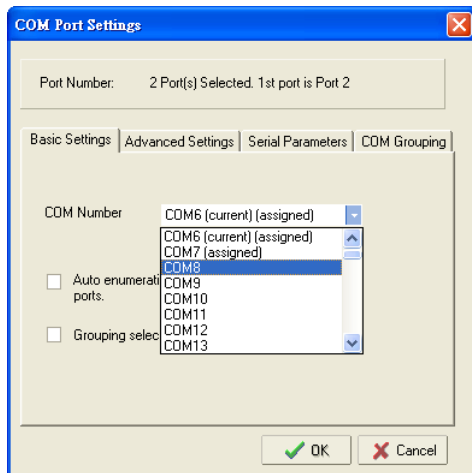 COM Port Settings
Port Number: 2 Port(s) Selected. 1st port is Port 2
Basic Settings Advanced Settings Serial Parameters COM Grouping
COM Number COM6 (current) (assigned)
COM6 (current) (assigned)
COM7 (assigned)
COM8
COM9
COM10
COM11
COM12
COM13
Auto enumerati
ports.
Grouping selec
OK Cancel